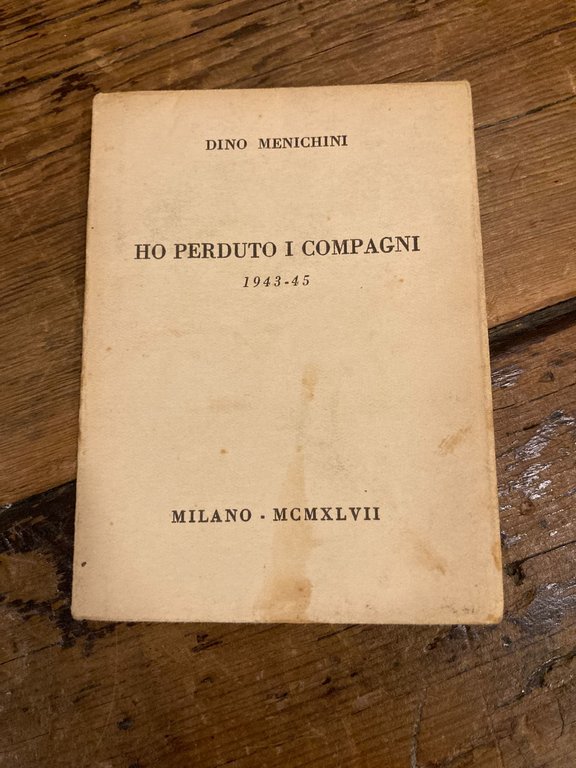 DINO MENICHINI
HO PERDUTO I COMPAGNI
1943-45
MILANO - MCMXLVII